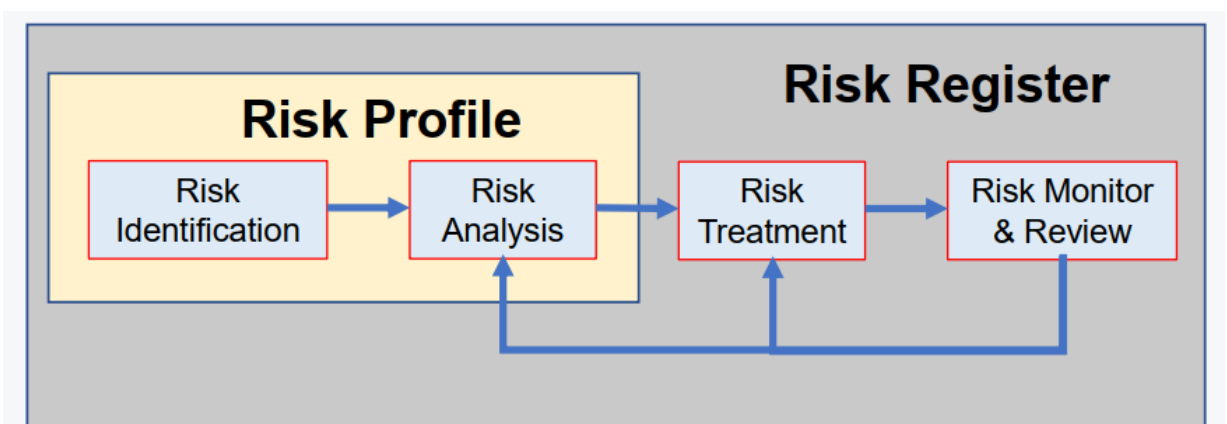 Risk Register
Risk Profile
Risk
Identification
Risk
Analysis
Risk
Treatment
Risk Monitor
& Review